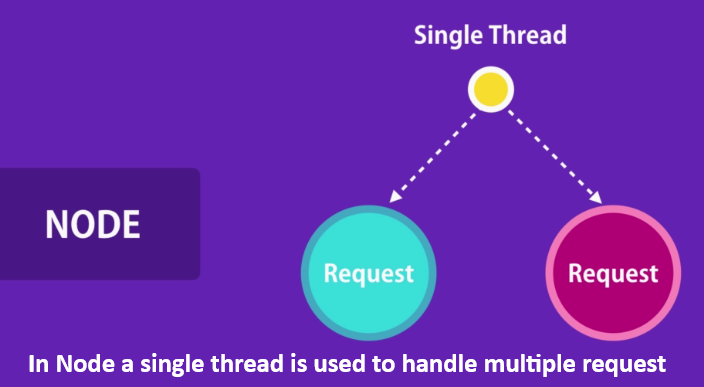 Single Thread
NODE
Request
Request
In Node a single thread is used to handle multiple request